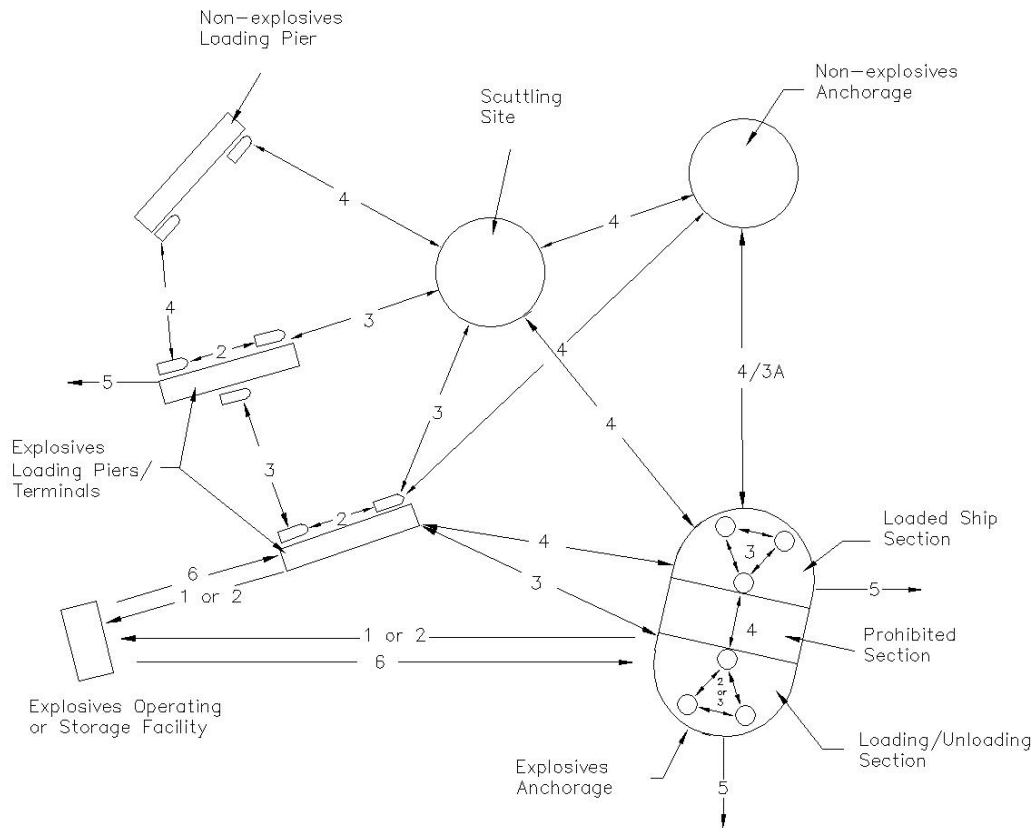 Non-explosives
Loading Pier
Non-explosives
Anchorage
Scuttling
Site
4
4
4
3
2
5
4
4/3A
3
4
3
Explosives
Loading Piers/
Terminals
2
4
3
Loaded Ship
Section
3
6
1 or 2
5
4
Prohibited
Section
1 or 2
6
2
or
3
Explosives Operating
or Storage Facility
Loading/Unloading
Section
Explosives
Anchorage
5